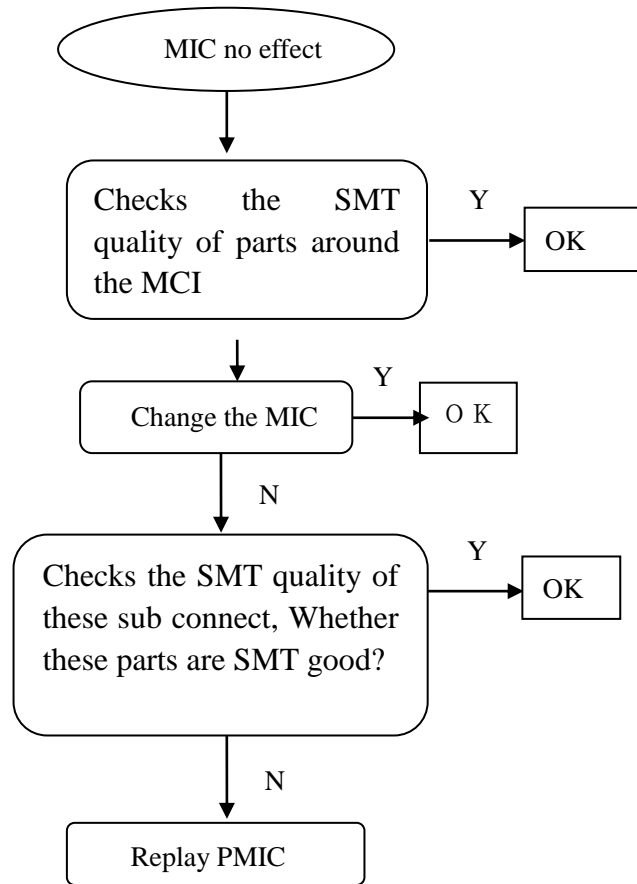 MIC no effect
Checks the SMT
quality of parts around
the MCI
Y
OK
Change the MIC
Y
O K
N
Checks the SMT quality of
these sub connect, Whether
these parts are SMT good?
Y
OK
N
Replay PMIC